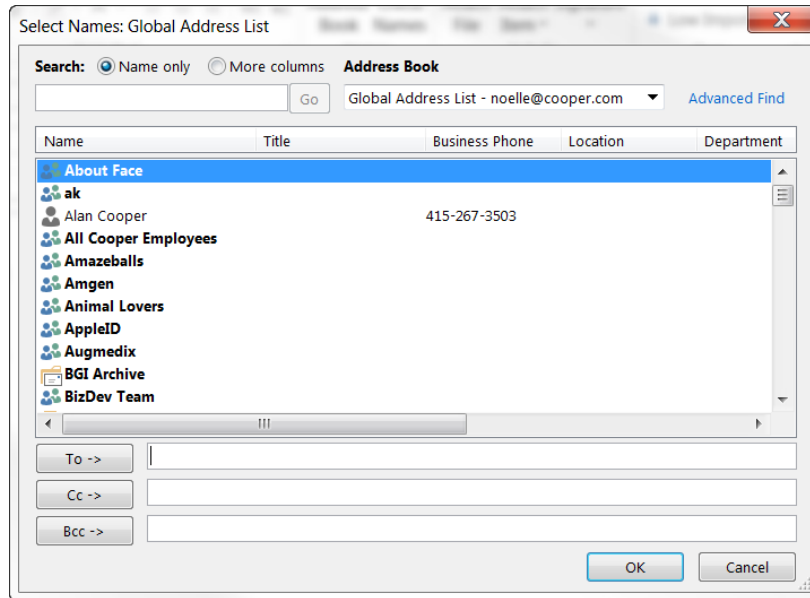 Select Names: Global Address List
Search: Name only More columns Address Book
Go Global Address List - noelle@cooper.com Advanced Find
Name Title Business Phone Location Department
About Face
ak
Alan Cooper 415-267-3503
All Cooper Employees
Amazeballs
Amgen
Animal Lovers
AppleID
Augmedix
BGI Archive
BizDev Team
To ->
Cc ->
Bcc ->
OK Cancel